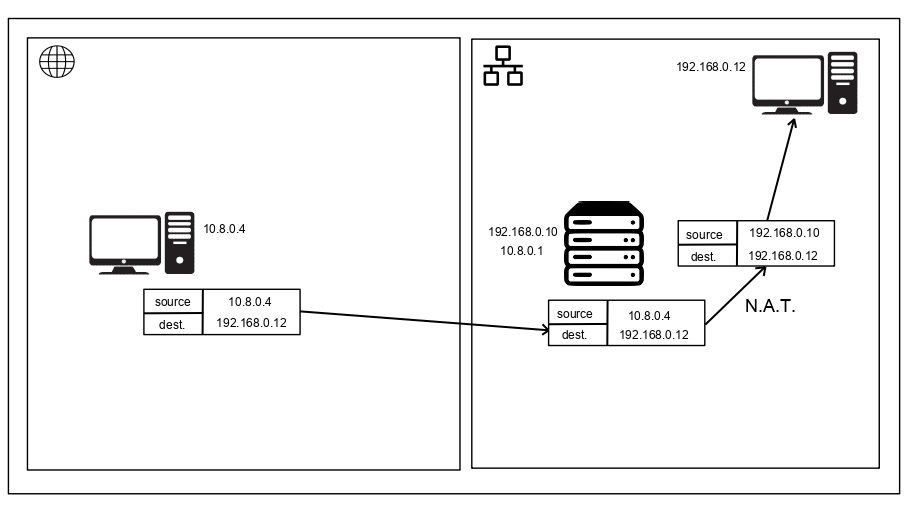 192.168.0.12
10.8.0.4
192.168.0.10
10.8.0.1
source 192.168.0.10
dest. 192.168.0.12
source 10.8.0.4
dest. 192.168.0.12
source 10.8.0.4
dest. 192.168.0.12
N.A.T.